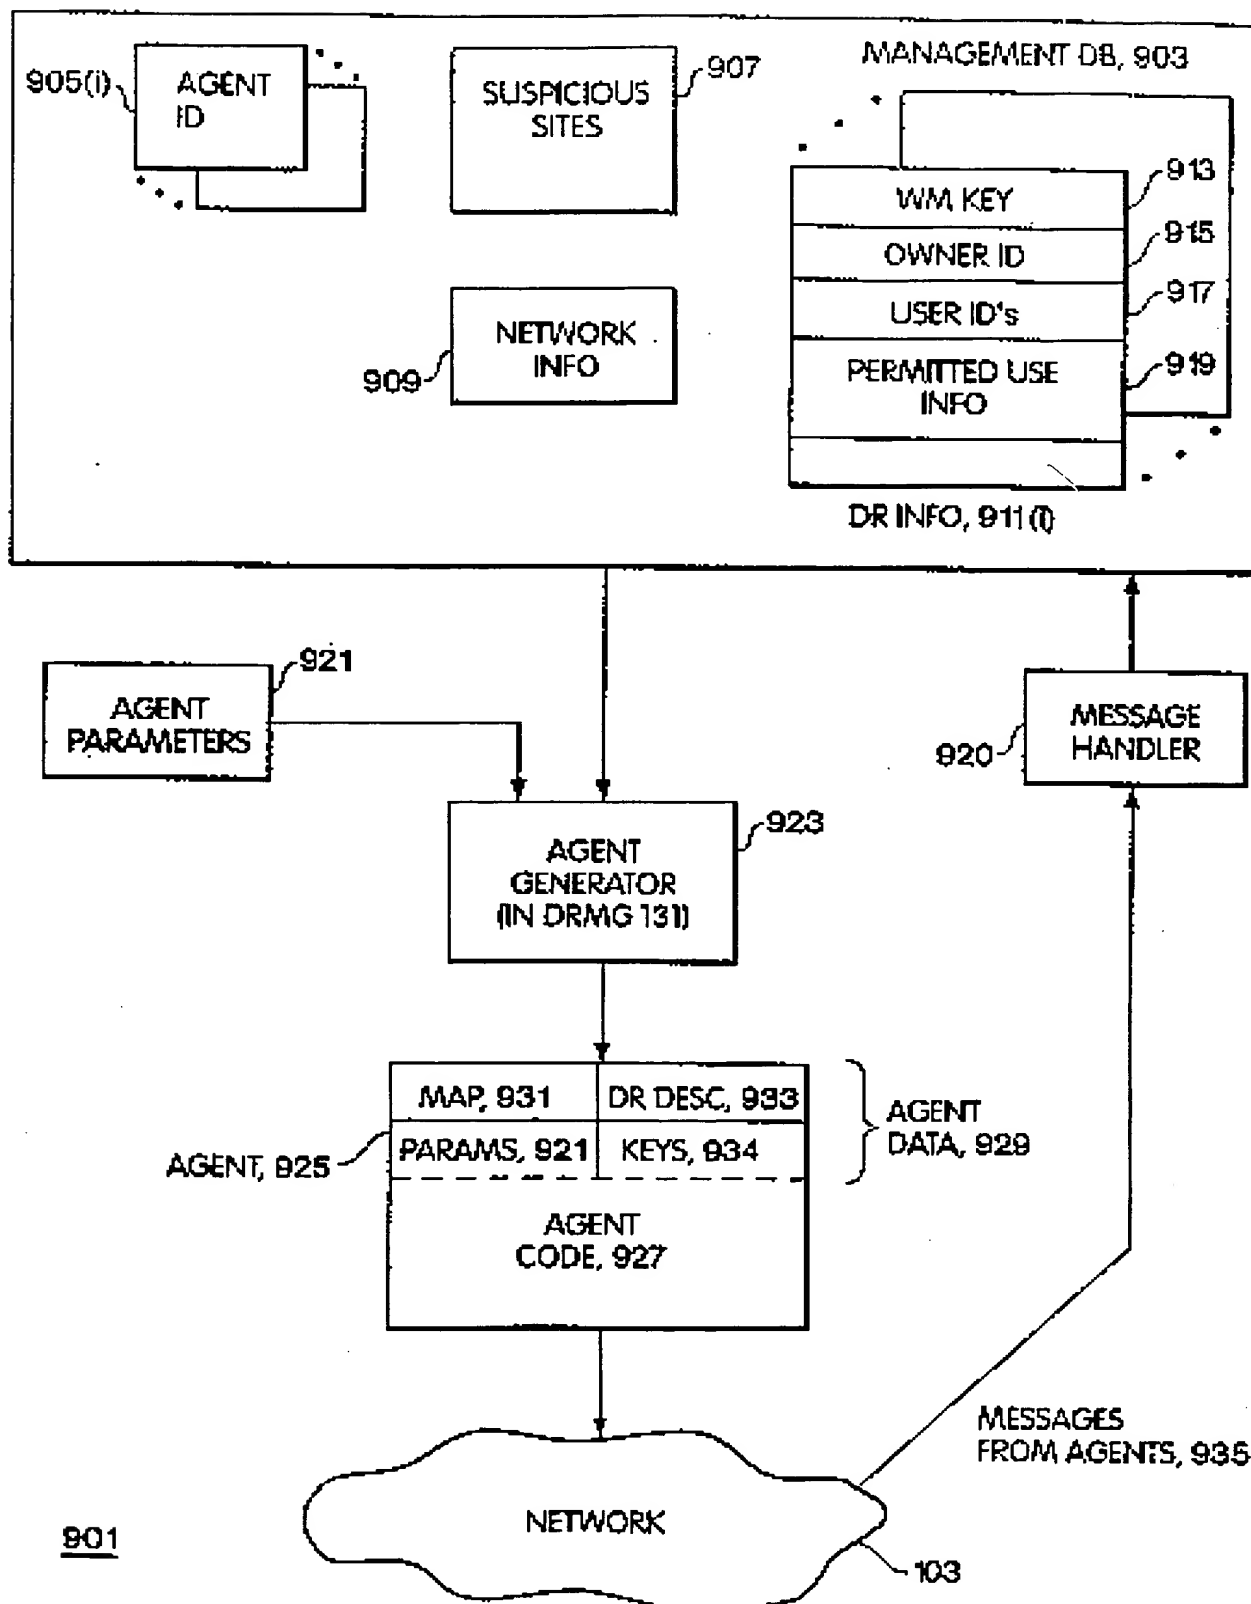 MANAGEMENT DB, 903
905(i)
AGENT
ID
SUSPICIOUS
SITES
907
WM KEY
913
OWNER ID
915
USER ID's
917
PERMITTED USE
INFO
919
NETWORK
INFO
909
DR INFO, 911(i)
921
AGENT
PARAMETERS
MESSAGE
HANDLER
920
923
AGENT
GENERATOR
(IN DRMG 131)
MAP, 931
DR DESC, 933
PARAMS, 921
KEYS, 934
AGENT
DATA, 929
AGENT, 925
AGENT
CODE, 927
MESSAGES
FROM AGENTS, 935
NETWORK
103
901